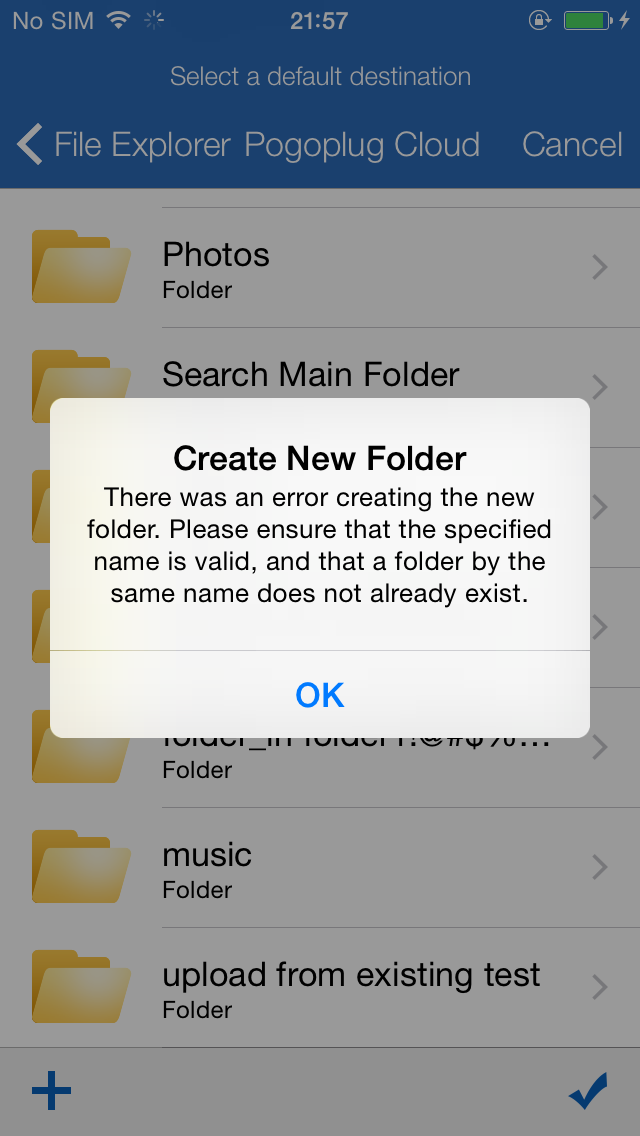 No SIM 21:57
Select a default destination
File Explorer Pogoplug Cloud Cancel
Photos
Folder
Search Main Folder
Create New Folder
There was an error creating the new
folder. Please ensure that the specified
name is valid, and that a folder by the
same name does not already exist.
OK
Folder
music
Folder
upload from existing test
Folder